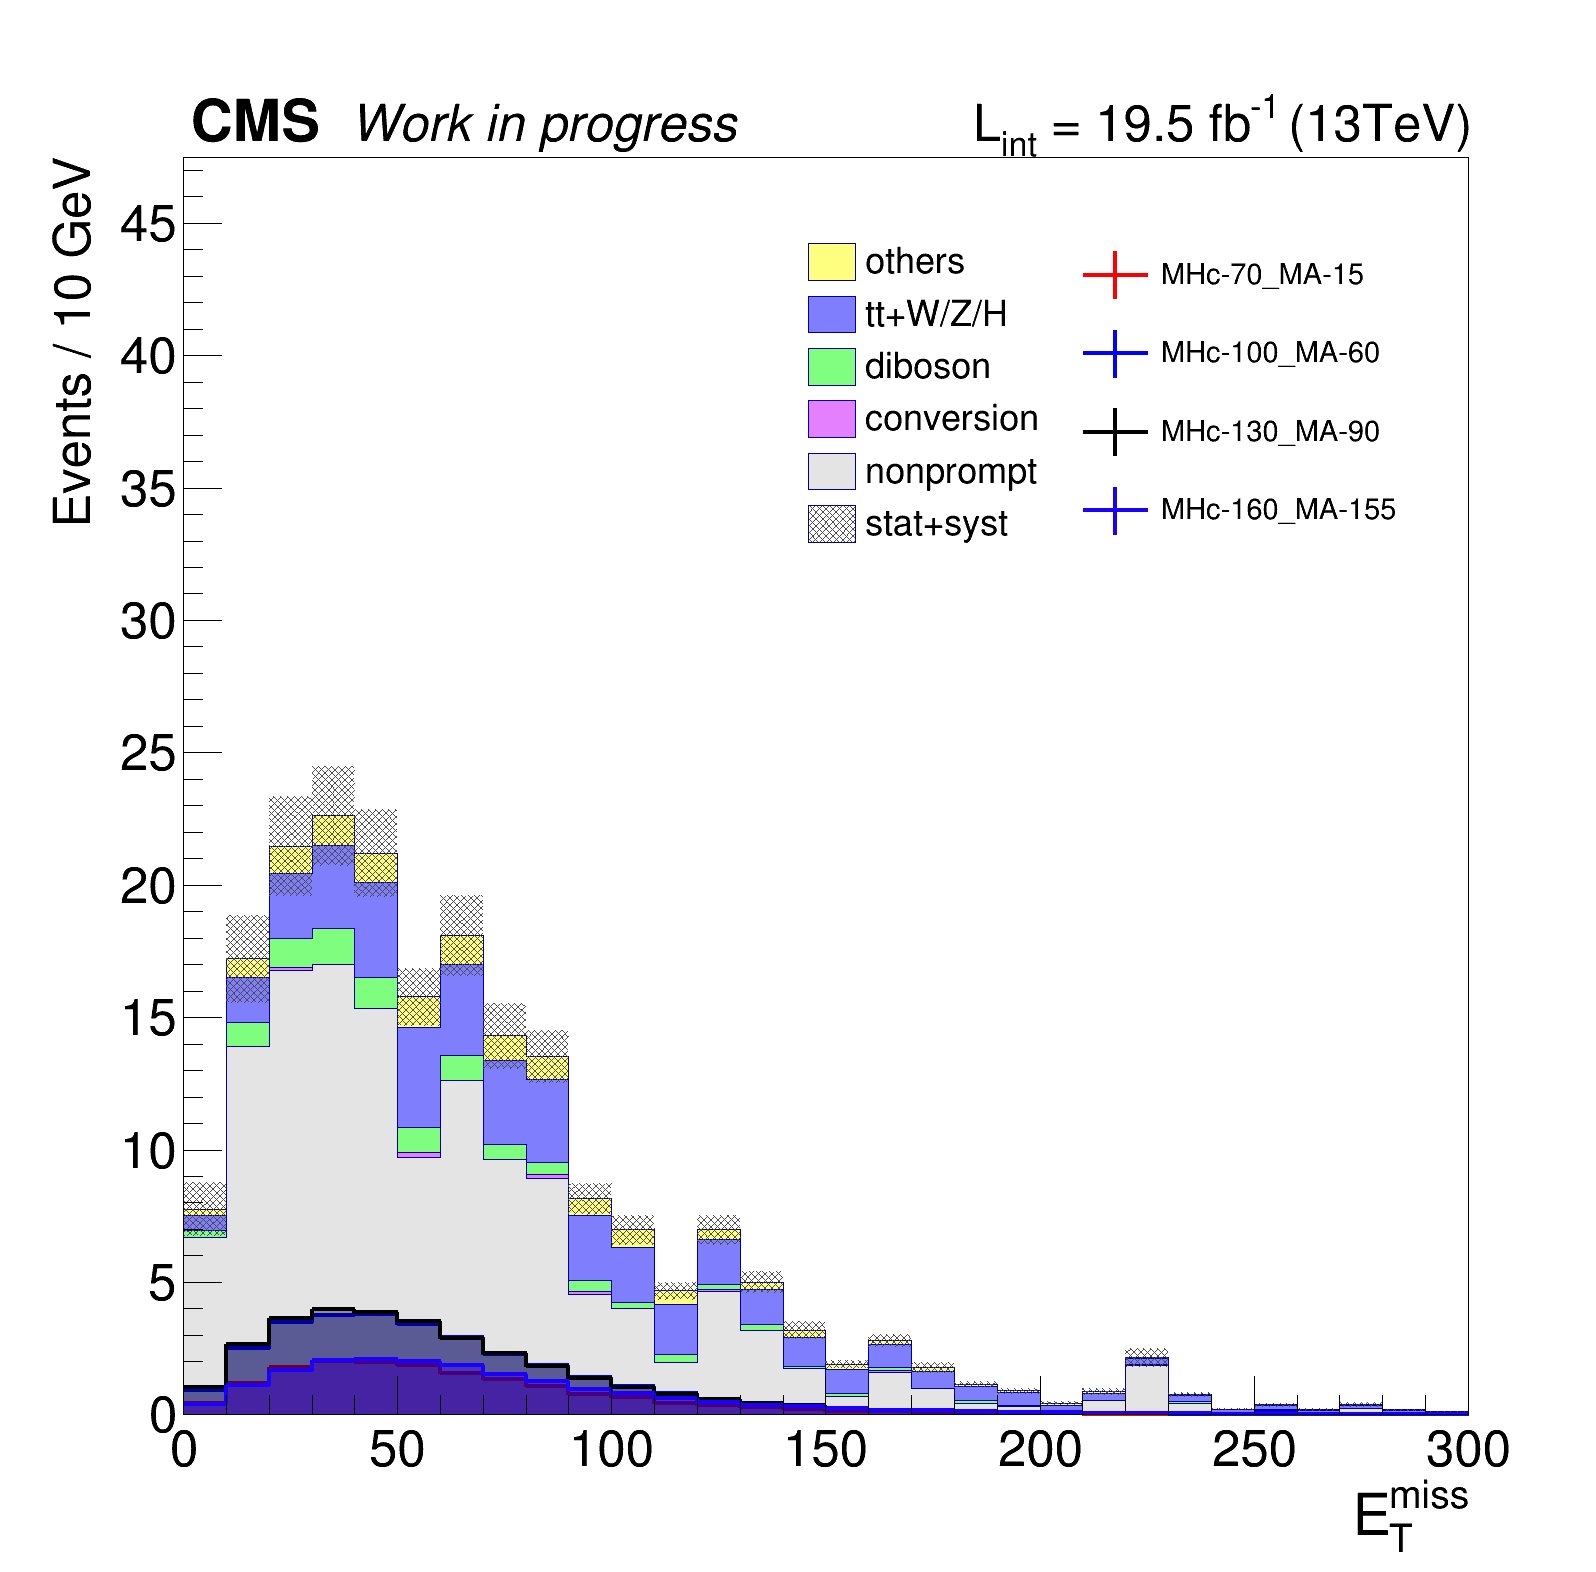 CMS Work in progress
L_int = 19.5 fb^-1 (13TeV)
Events / 10 GeV
45
40
35
30
25
20
15
10
5
0
others
tt+W/Z/H
diboson
conversion
nonprompt
stat+syst
MHc-70_MA-15
MHc-100_MA-60
MHc-130_MA-90
MHc-160_MA-155
0 50 100 150 200 250 300
E_T^miss